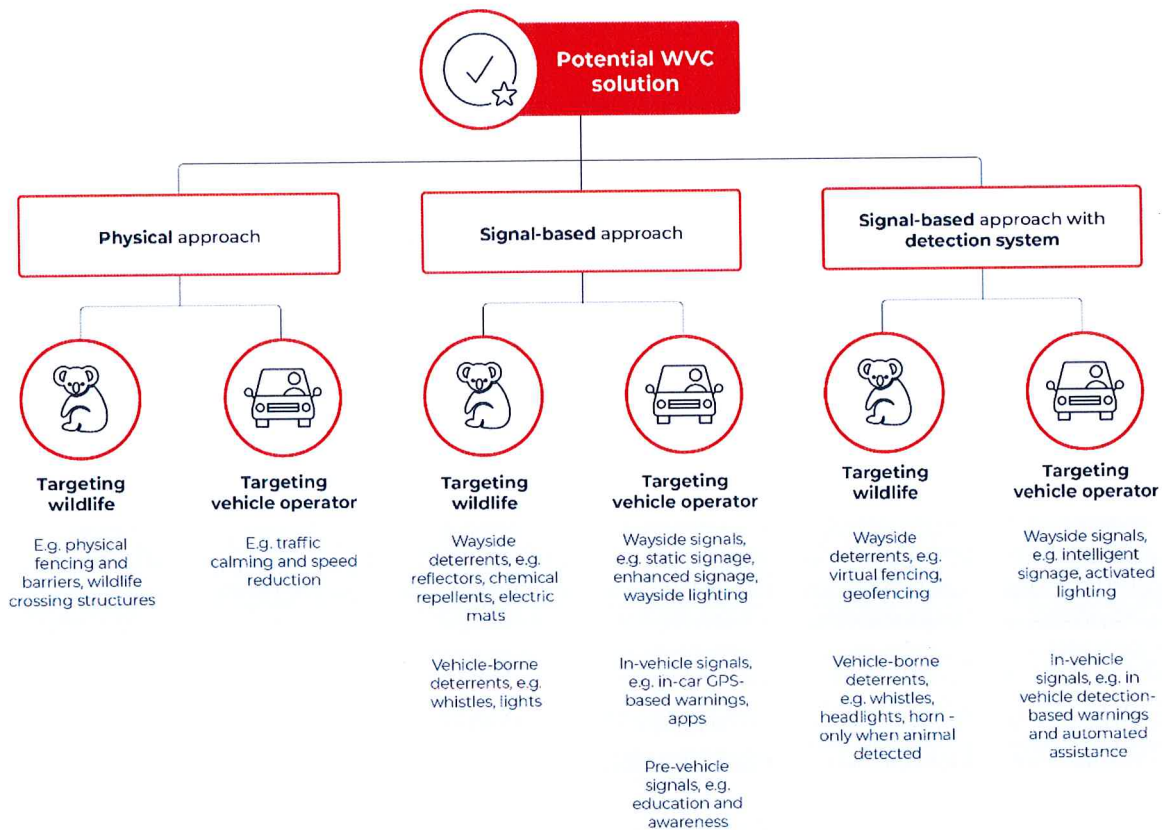 Potential WVC
solution
Physical approach
Signal-based approach
Signal-based approach with
detection system
Targeting
wildlife
E.g. physical
fencing and
barriers, wildlife
crossing structures
Targeting
vehicle operator
E.g. traffic
calming and speed
reduction
Targeting
wildlife
Wayside
deterrents, e.g.
reflectors, chemical
repellents, electric
mats
Vehicle-borne
deterrents, e.g.
whistles, lights
Targeting
vehicle operator
Wayside signals,
e.g. static signage,
enhanced signage,
wayside lighting
In-vehicle signals,
e.g. in-car GPS-
based warnings,
apps
Pre-vehicle
signals, e.g.
education and
awareness
Targeting
wildlife
Wayside
deterrents, e.g.
virtual fencing,
geofencing
Vehicle-borne
deterrents,
e.g. whistles,
headlights, horn -
only when animal
detected
Targeting
vehicle operator
Wayside signals,
e.g. intelligent
signage, activated
lighting
In-vehicle
signals, e.g. in
vehicle detection-
based warnings
and automated
assistance